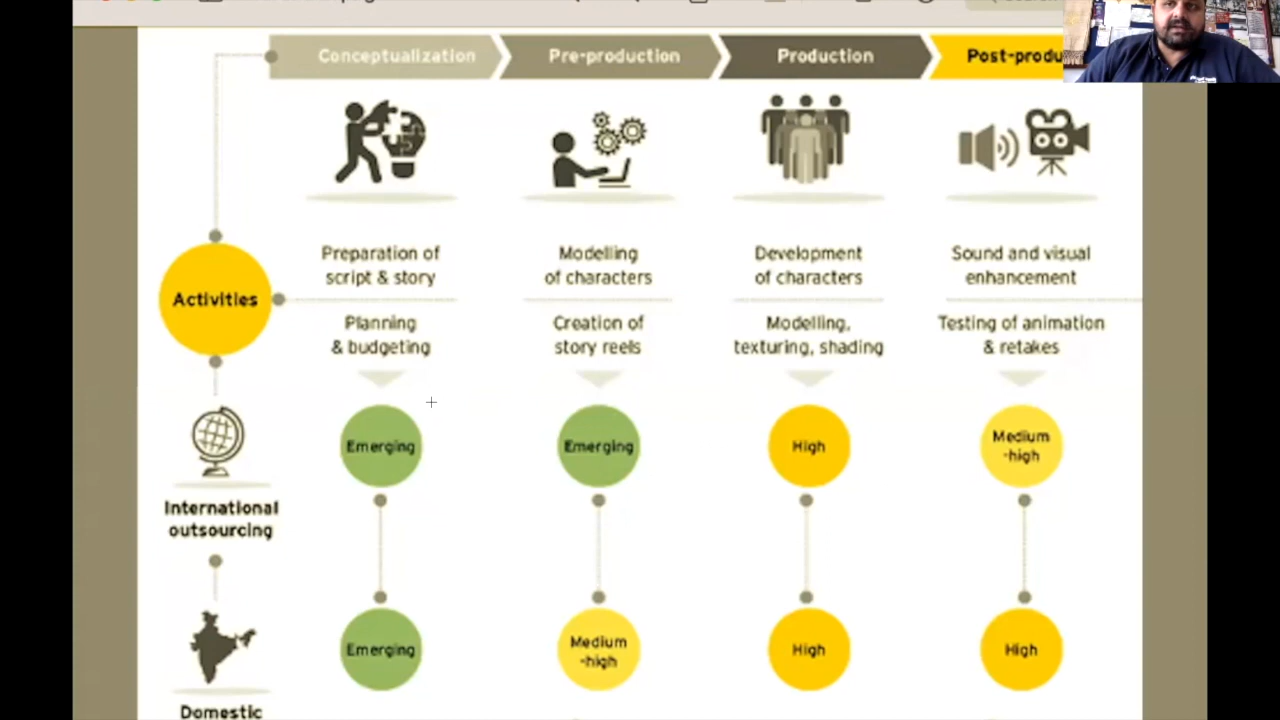 Conceptualization
Pre-production
Production
Post-produ
Activities
Preparation of
script & story
Modelling
of characters
Development
of characters
Sound and visual
enhancement
Planning
& budgeting
Creation of
story reels
Modelling,
texturing, shading
Testing of animation
& retakes
International
outsourcing
Emerging
Emerging
High
Medium
-high
Domestic
Emerging
Medium
-high
High
High